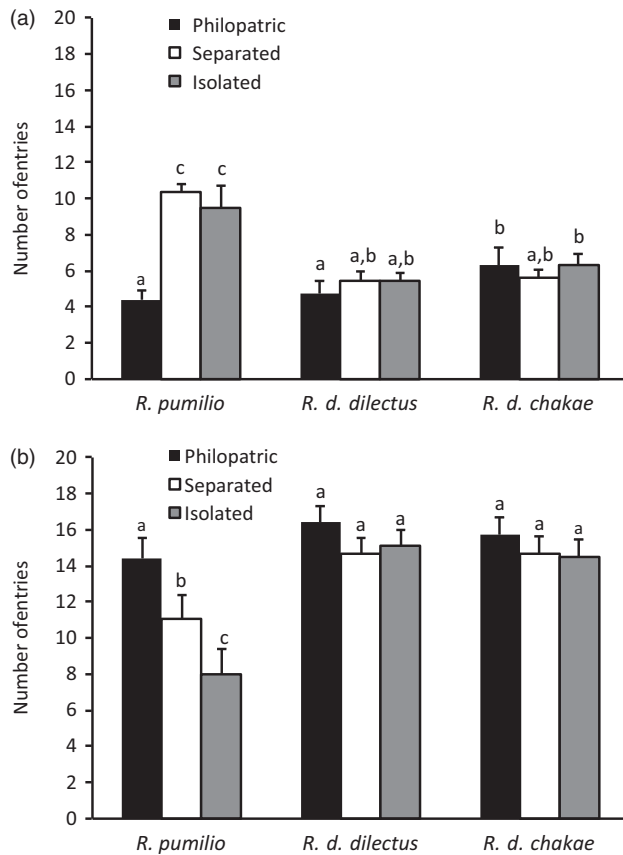 (a)
20
18
16
14
12
10
8
6
4
2
0
Number ofentries
Philopatric
Separated
Isolated
a c c a a,b a,b b a,b b
R. pumilio R. d. dilectus R. d. chakae
(b)
20
18
16
14
12
10
8
6
4
2
0
Number ofentries
Philopatric
Separated
Isolated
a b c a a a a a a
R. pumilio R. d. dilectus R. d. chakae